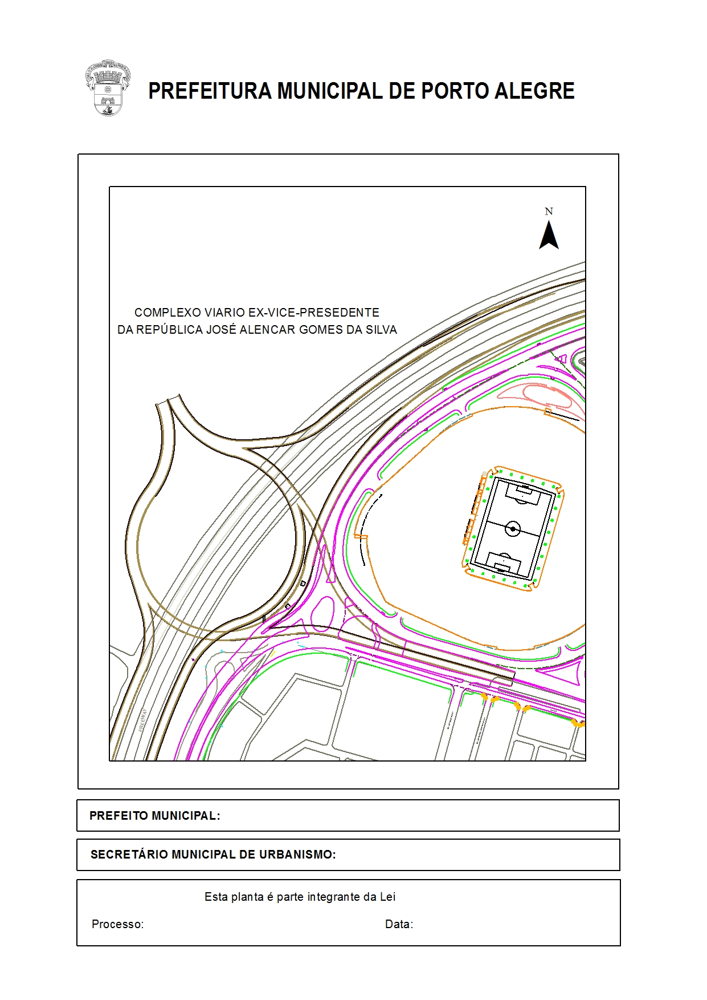 PREFEITURA MUNICIPAL DE PORTO ALEGRE
N
COMPLEXO VIARIO EX-VICE-PRESEDENTE
DA REPÚBLICA JOSÉ ALENCAR GOMES DA SILVA
FREEWAY
PREFEITO MUNICIPAL:
SECRETÁRIO MUNICIPAL DE URBANISMO:
Esta planta é parte integrante da Lei
Processo:
Data: